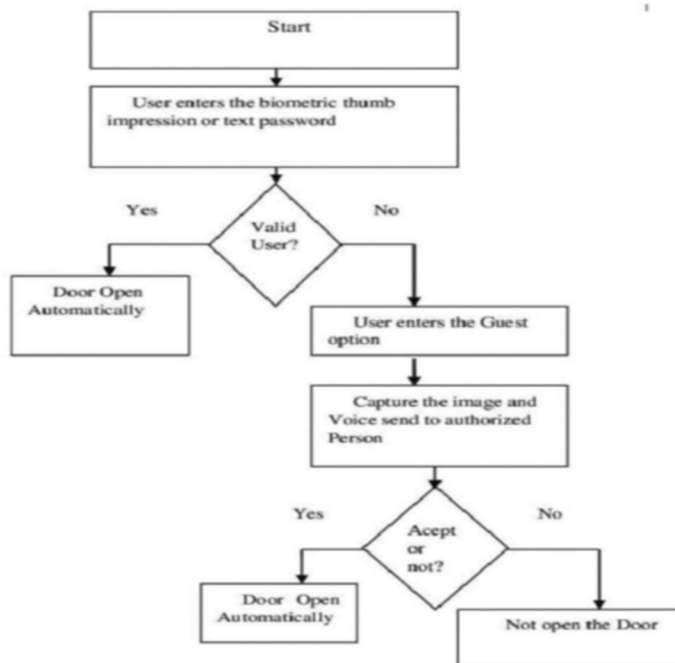 Start
User enters the biometric thumb
impression or text password
Yes
No
Valid
User?
Door Open
Automatically
User enters the Guest
option
Capture the image and
Voice send to authorized
Person
Yes
No
Acept
or
not?
Door Open
Automatically
Not open the Door